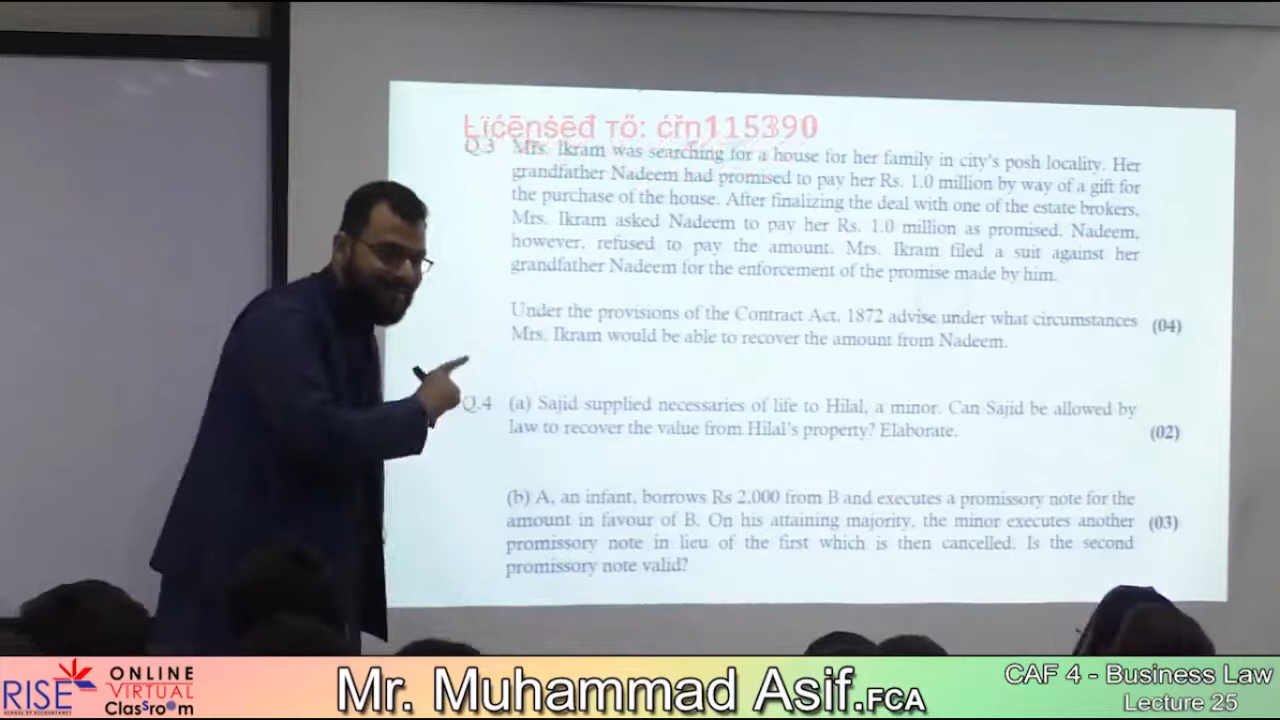 Łïćēņšēđ тő: ćřņ115390
Q.3 Mrs. Ikram was searching for a house for her family in city's posh locality. Her
grandfather Nadeem had promised to pay her Rs. 1.0 million by way of a gift for
the purchase of the house. After finalizing the deal with one of the estate brokers,
Mrs. Ikram asked Nadeem to pay her Rs. 1.0 million as promised. Nadeem,
however, refused to pay the amount. Mrs. Ikram filed a suit against her
grandfather Nadeem for the enforcement of the promise made by him.
Under the provisions of the Contract Act, 1872 advise under what circumstances (04)
Mrs. Ikram would be able to recover the amount from Nadeem.
Q.4 (a) Sajid supplied necessaries of life to Hilal, a minor. Can Sajid be allowed by
law to recover the value from Hilal's property? Elaborate. (02)
(b) A, an infant, borrows Rs 2,000 from B and executes a promissory note for the
amount in favour of B. On his attaining majority, the minor executes another (03)
promissory note in lieu of the first which is then cancelled. Is the second
promissory note valid?
RISE
ONLINE
VIRTUAL
ClasSroom
Mr. Muhammad Asif.FCA
CAF 4 - Business Law
Lecture 25